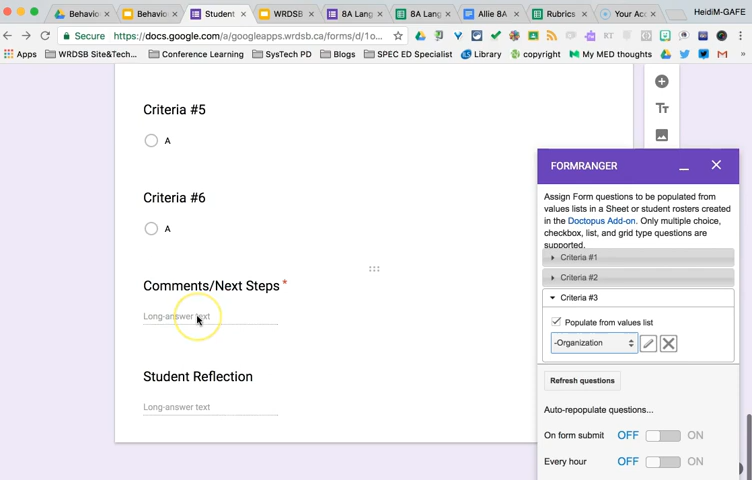 HeidiM-GAFE
Behavio
Behavio
Student
WRDSB
8A Lang
8A Lang
Allie 8A
Rubrics
Your Ac
Secure https://docs.google.com/a/googleapps.wrdsb.ca/forms/d/1o...
Apps WRDSB Site&Tech... Conference Learning SysTech PD Blogs SPEC ED Specialist Library copyright My MED thoughts
Criteria #5
A
Criteria #6
A
Comments/Next Steps *
Long-answer text
Student Reflection
Long-answer text
Tт
FORMRANGER
Assign Form questions to be populated from
values lists in a Sheet or student rosters created
in the Doctopus Add-on. Only multiple choice,
checkbox, list, and grid type questions are
supported.
Criteria #1
Criteria #2
Criteria #3
Populate from values list
-Organization
Refresh questions
Auto-repopulate questions...
On form submit OFF ON
Every hour OFF ON